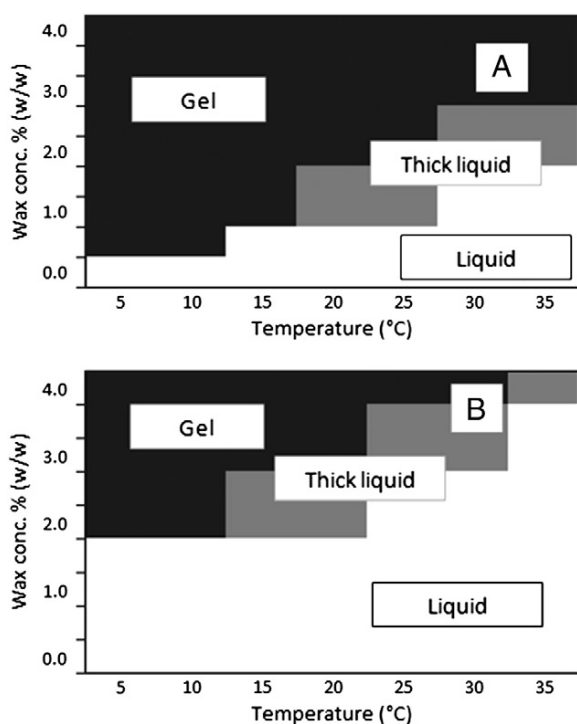 4.0
A
Gel
3.0
Thick liquid
2.0
1.0
Liquid
0.0
Wax conc. % (w/w)
5 10 15 20 25 30 35
Temperature (°C)
4.0
B
Gel
3.0
Thick liquid
2.0
1.0
Liquid
0.0
Wax conc. % (w/w)
5 10 15 20 25 30 35
Temperature (°C)